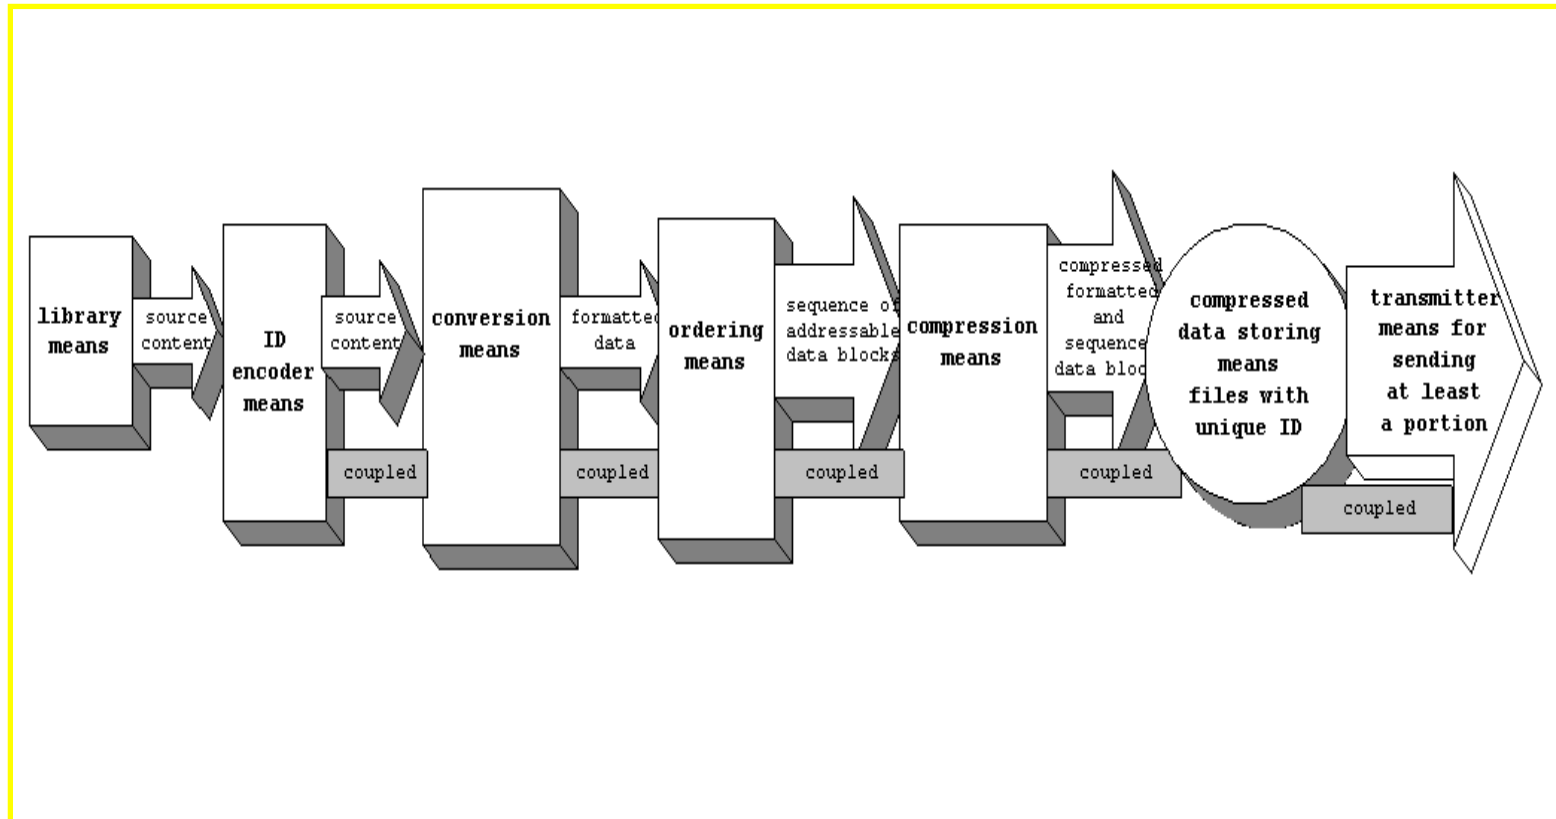 library
means
source
content
ID
encoder
means
source
content
coupled
conversion
means
formatted
data
coupled
ordering
means
sequence of
addressable
data blocks
coupled
compression
means
compressed
formatted
and
sequence
data bloc
coupled
compressed
data storing
means
files with
unique ID
coupled
transmitter
means for
sending
at least
a portion